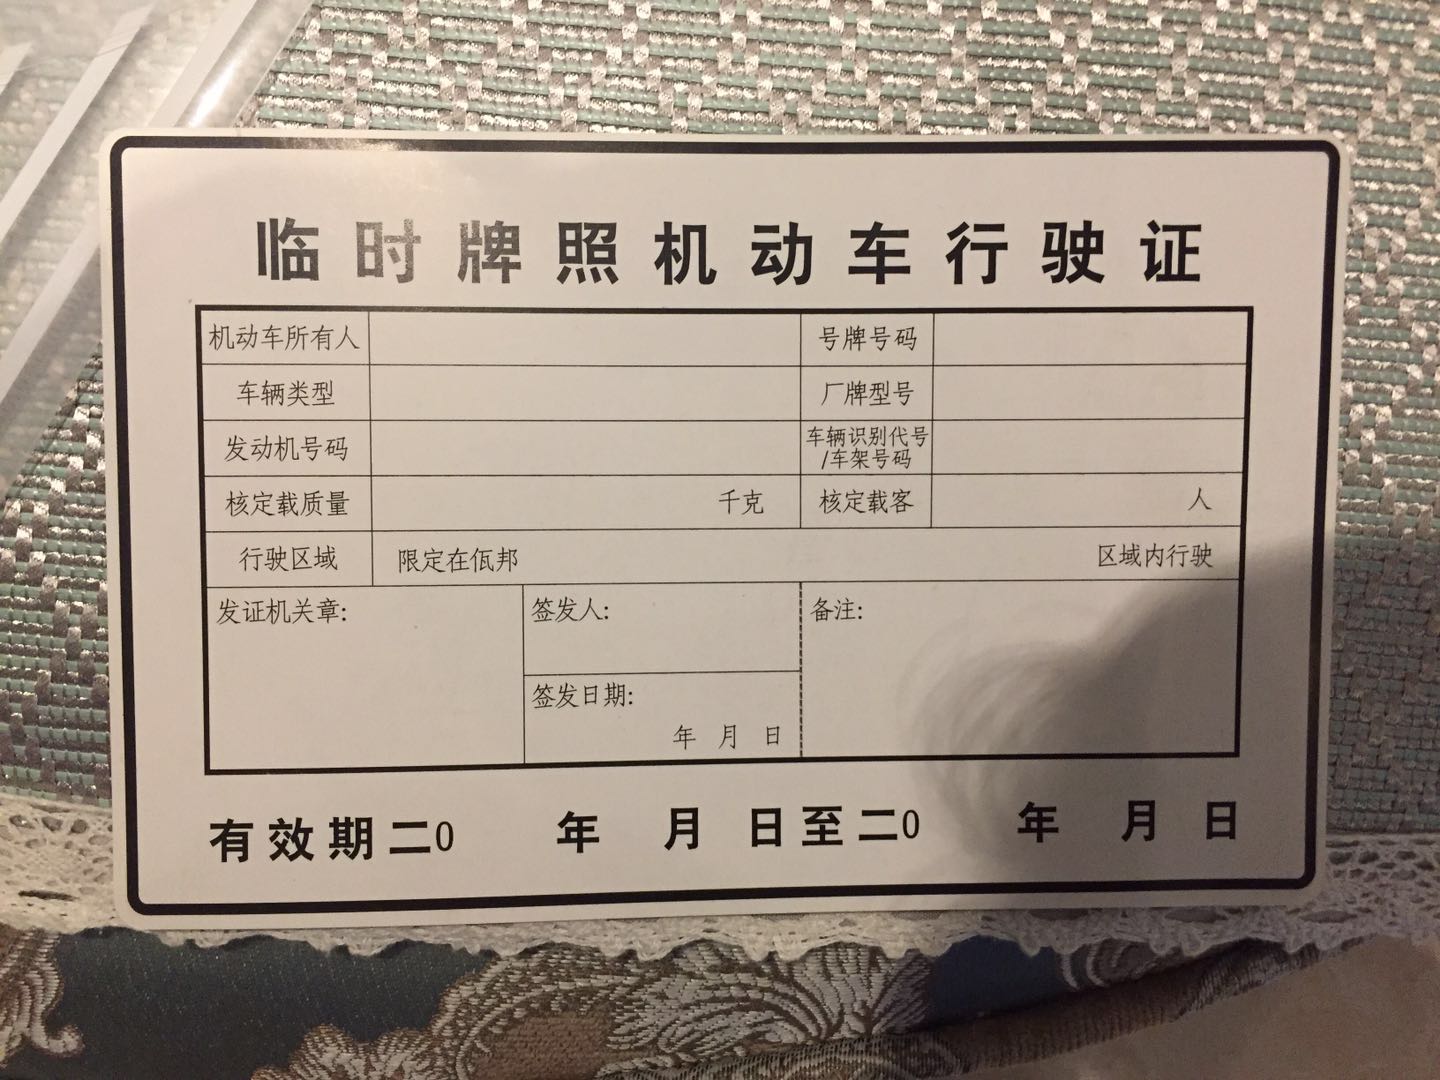 临时牌照机动车行驶证
机动车所有人 号牌号码
车辆类型 厂牌型号
发动机号码 车辆识别代号
/车架号码
核定载质量 千克 核定载客 人
行驶区域 限定在佤邦 区域内行驶
发证机关章: 签发人: 备注:
签发日期:
年 月 日
有效期二0 年 月 日至二0 年 月 日